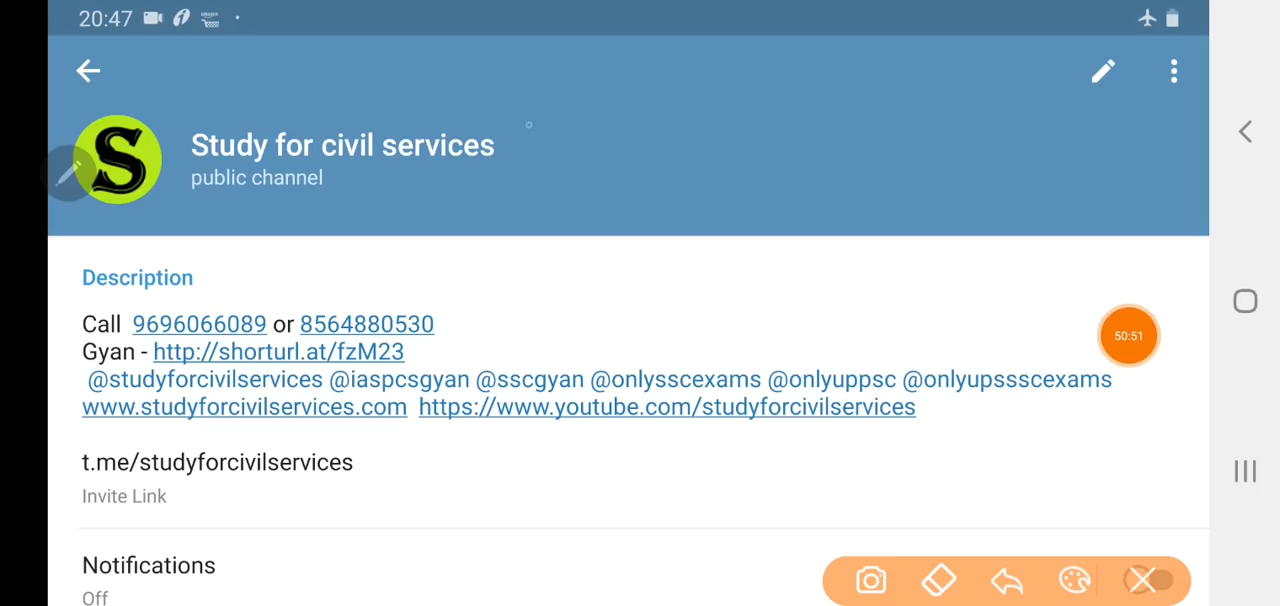 20:47
S
Study for civil services
public channel
Description
Call 9696066089 or 8564880530
Gyan - http://shorturl.at/fzM23
@studyforcivilservices @iaspcsgyan @sscgyan @onlysscexams @onlyuppsc @onlyupssscexams
www.studyforcivilservices.com https://www.youtube.com/studyforcivilservices
50:51
t.me/studyforcivilservices
Invite Link
Notifications
Off